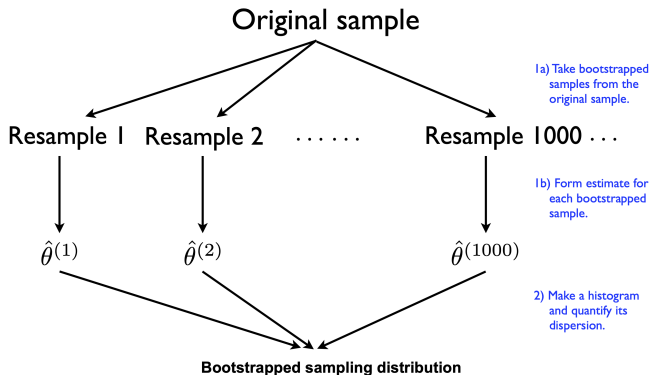 Original sample
1a) Take bootstrapped
samples from the
original sample.
Resample 1 Resample 2 ...... Resample 1000 ...
1b) Form estimate for
each bootstrapped
sample.
θ̂⁽¹⁾ θ̂⁽²⁾ θ̂⁽¹⁰⁰⁰⁾
2) Make a histogram
and quantify its
dispersion.
Bootstrapped sampling distribution